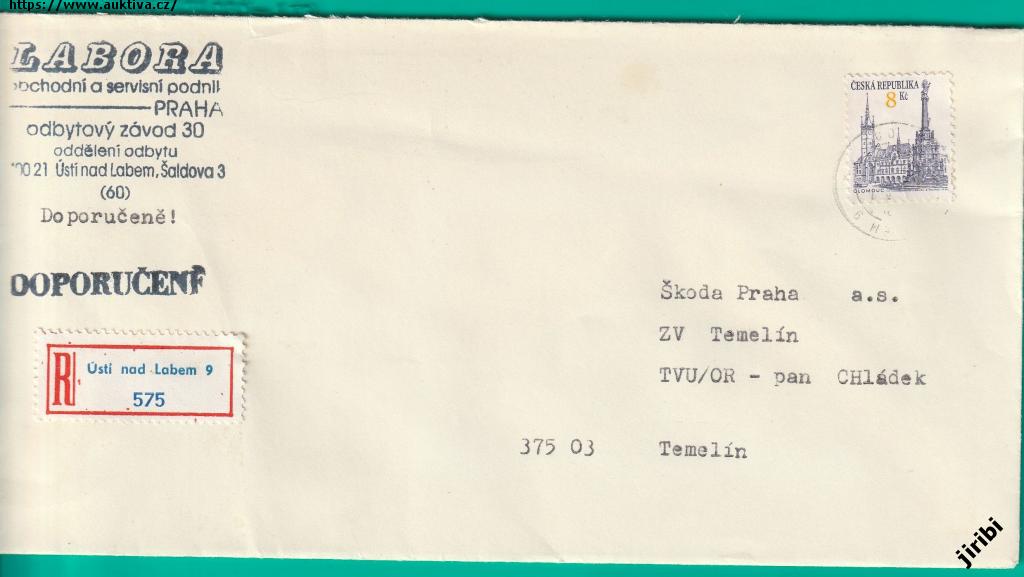 https://www.auktiva.cz/
LABORA
obchodní a servisní podnik
PRAHA
odbytový závod 30
oddělení odbytu
00 21 Ústí nad Labem, Šaldova 3
(60)
Doporučeně!
DOPORUČENĚ
R
Ústí nad Labem 9
575
ČESKÁ REPUBLIKA
8 Kč
OLOMOUC
Škoda Praha a.s.
ZV Temelín
TVU/OR - pan CHládek
375 03 Temelín
jiribi